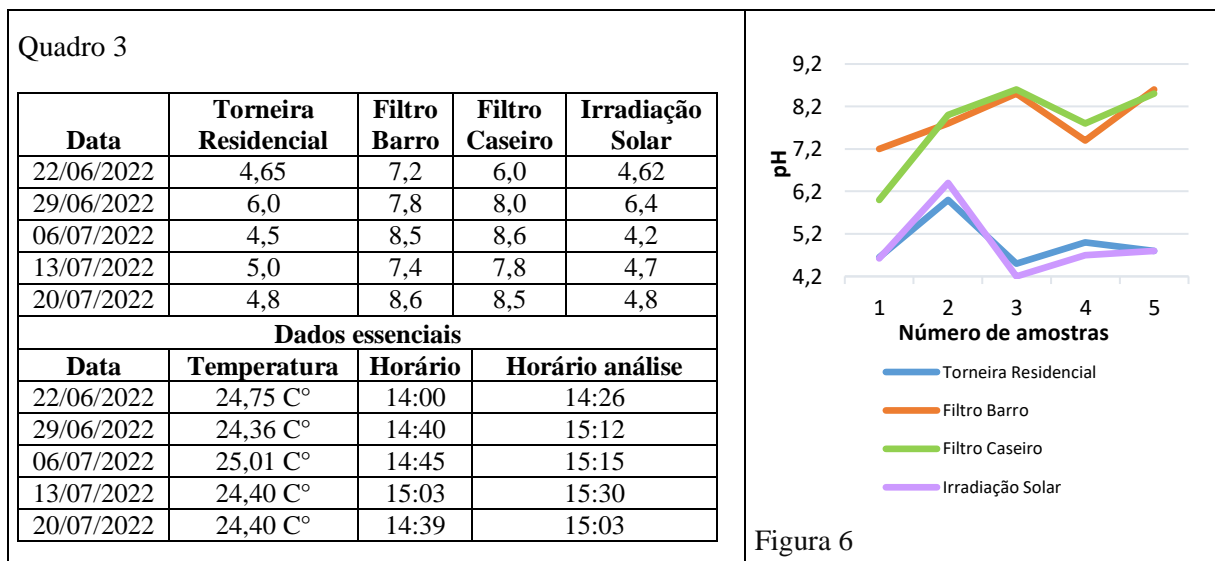 Quadro 3
Data Torneira Residencial Filtro Barro Filtro Caseiro Irradiação Solar
22/06/2022 4,65 7,2 6,0 4,62
29/06/2022 6,0 7,8 8,0 6,4
06/07/2022 4,5 8,5 8,6 4,2
13/07/2022 5,0 7,4 7,8 4,7
20/07/2022 4,8 8,6 8,5 4,8
Dados essenciais
Data Temperatura Horário Horário análise
22/06/2022 24,75 C° 14:00 14:26
29/06/2022 24,36 C° 14:40 15:12
06/07/2022 25,01 C° 14:45 15:15
13/07/2022 24,40 C° 15:03 15:30
20/07/2022 24,40 C° 14:39 15:03
9,2
8,2
7,2
6,2
5,2
4,2
pH
1 2 3 4 5
Número de amostras
Torneira Residencial
Filtro Barro
Filtro Caseiro
Irradiação Solar
Figura 6